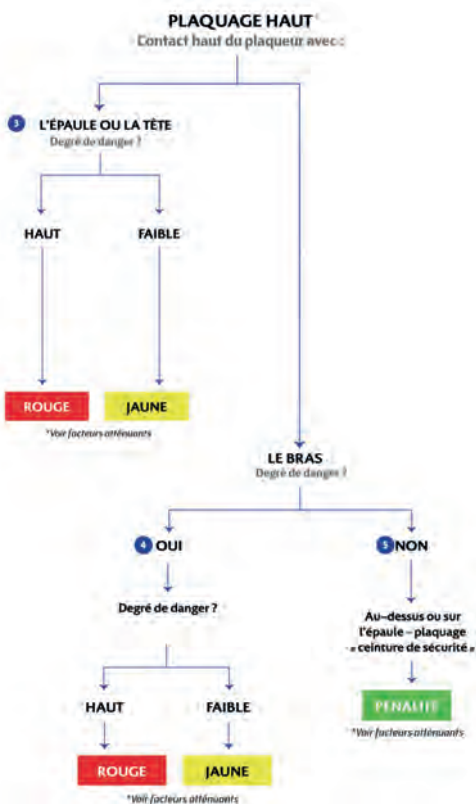 PLAQUAGE HAUT*
Contact haut du plaqueur avec :
3 L'ÉPAULE OU LA TÊTE
Degré de danger ?
HAUT
FAIBLE
ROUGE
JAUNE
*Voir facteurs atténuants
LE BRAS
Degré de danger ?
4 OUI
5 NON
Degré de danger ?
Au-dessus ou sur
l'épaule – plaquage
« ceinture de sécurité »
HAUT
FAIBLE
PENALITE
*Voir facteurs atténuants
ROUGE
JAUNE
*Voir facteurs atténuants